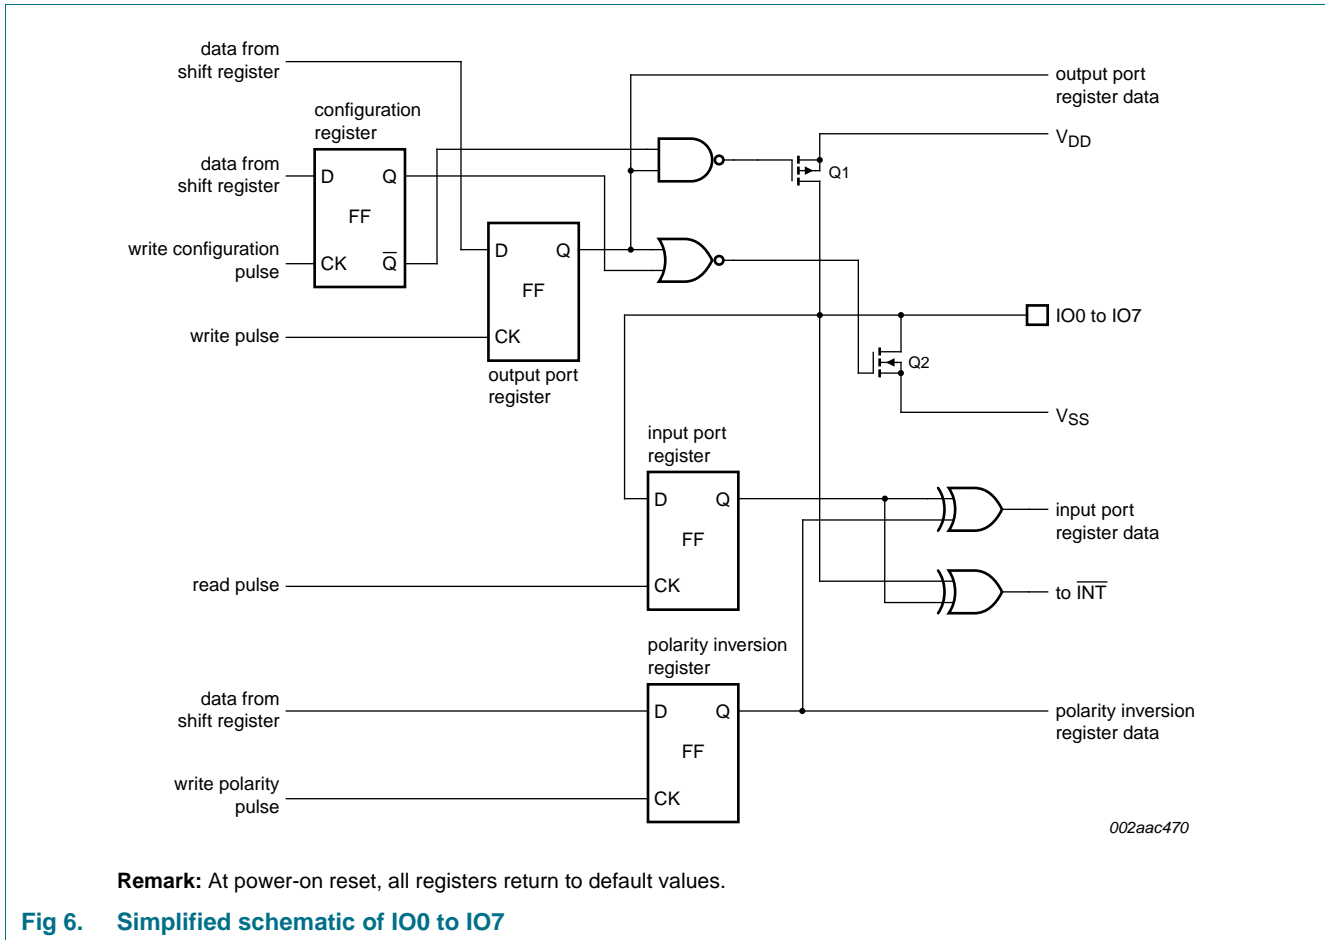 data from
shift register
output port
register data
configuration
register
VDD
data from
shift register
D
Q
Q1
FF
write configuration
pulse
CK
Q̅
D
Q
FF
IO0 to IO7
write pulse
CK
Q2
output port
register
VSS
input port
register
D
Q
input port
register data
FF
read pulse
CK
to I̅N̅T̅
polarity inversion
register
data from
shift register
D
Q
polarity inversion
register data
FF
write polarity
pulse
CK
002aac470
Remark: At power-on reset, all registers return to default values.
Fig 6. Simplified schematic of IO0 to IO7